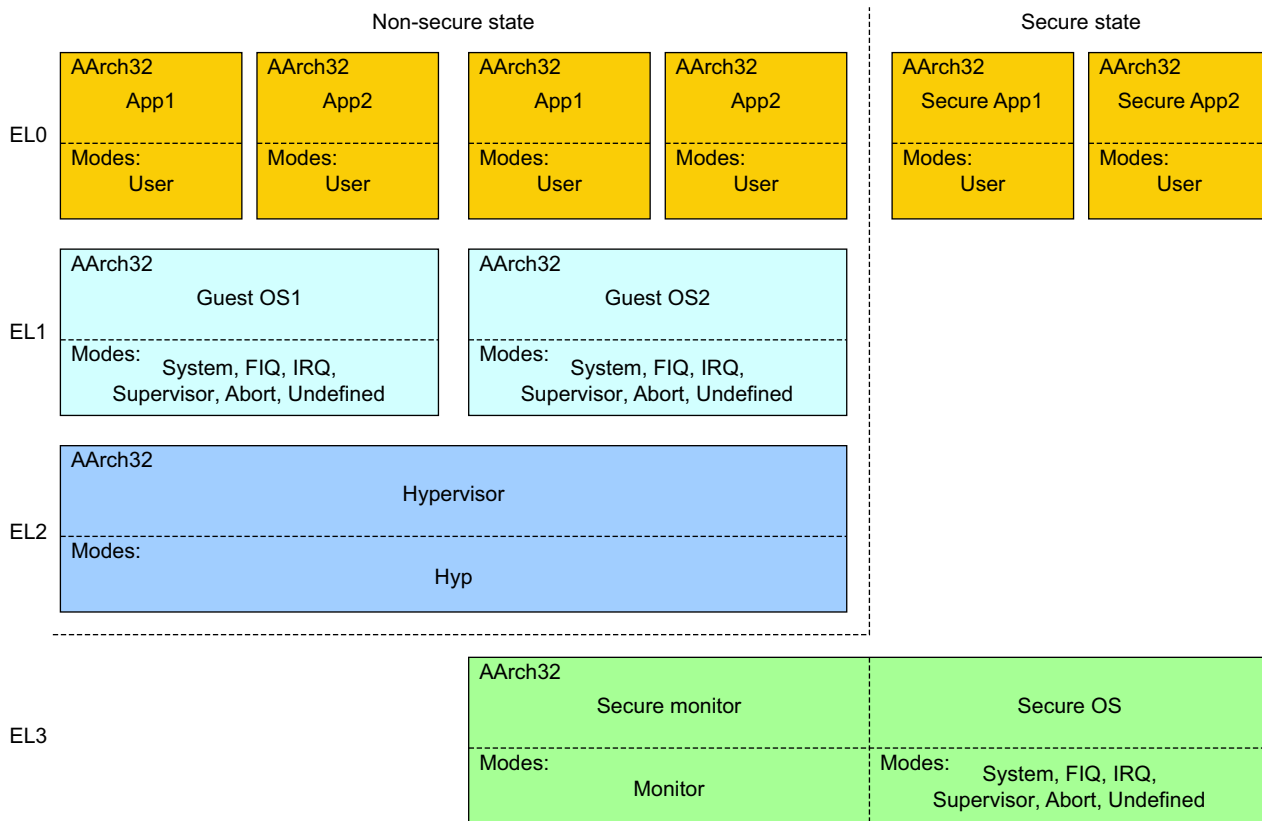 Non-secure state
Secure state
EL0
AArch32
App1
Modes:
User
AArch32
App2
Modes:
User
AArch32
App1
Modes:
User
AArch32
App2
Modes:
User
AArch32
Secure App1
Modes:
User
AArch32
Secure App2
Modes:
User
EL1
AArch32
Guest OS1
Modes:
System, FIQ, IRQ,
Supervisor, Abort, Undefined
AArch32
Guest OS2
Modes:
System, FIQ, IRQ,
Supervisor, Abort, Undefined
EL2
AArch32
Hypervisor
Modes:
Hyp
EL3
AArch32
Secure monitor
Modes:
Monitor
Secure OS
Modes:
System, FIQ, IRQ,
Supervisor, Abort, Undefined